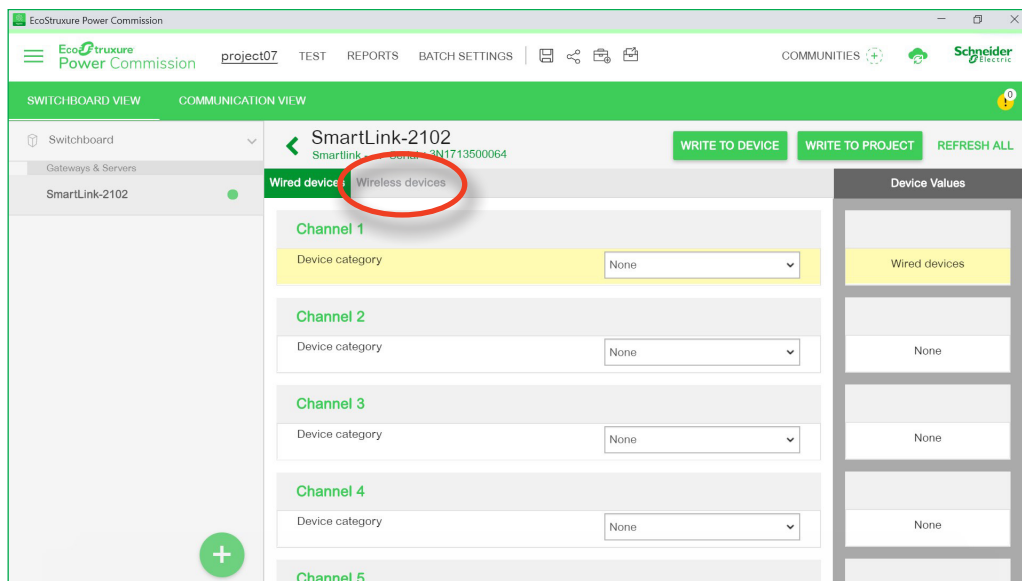 EcoStruxure Power Commission
EcoStruxure
Power Commission
project07 TEST REPORTS BATCH SETTINGS COMMUNITIES
Schneider
Electric
SWITCHBOARD VIEW COMMUNICATION VIEW 0
Switchboard
Gateways & Servers
SmartLink-2102
SmartLink-2102
Smartlink - Serial : 3N1713500064
WRITE TO DEVICE WRITE TO PROJECT REFRESH ALL
Wired devices Wireless devices Device Values
Channel 1
Device category None Wired devices
Channel 2
Device category None None
Channel 3
Device category None None
Channel 4
Device category None None
Channel 5